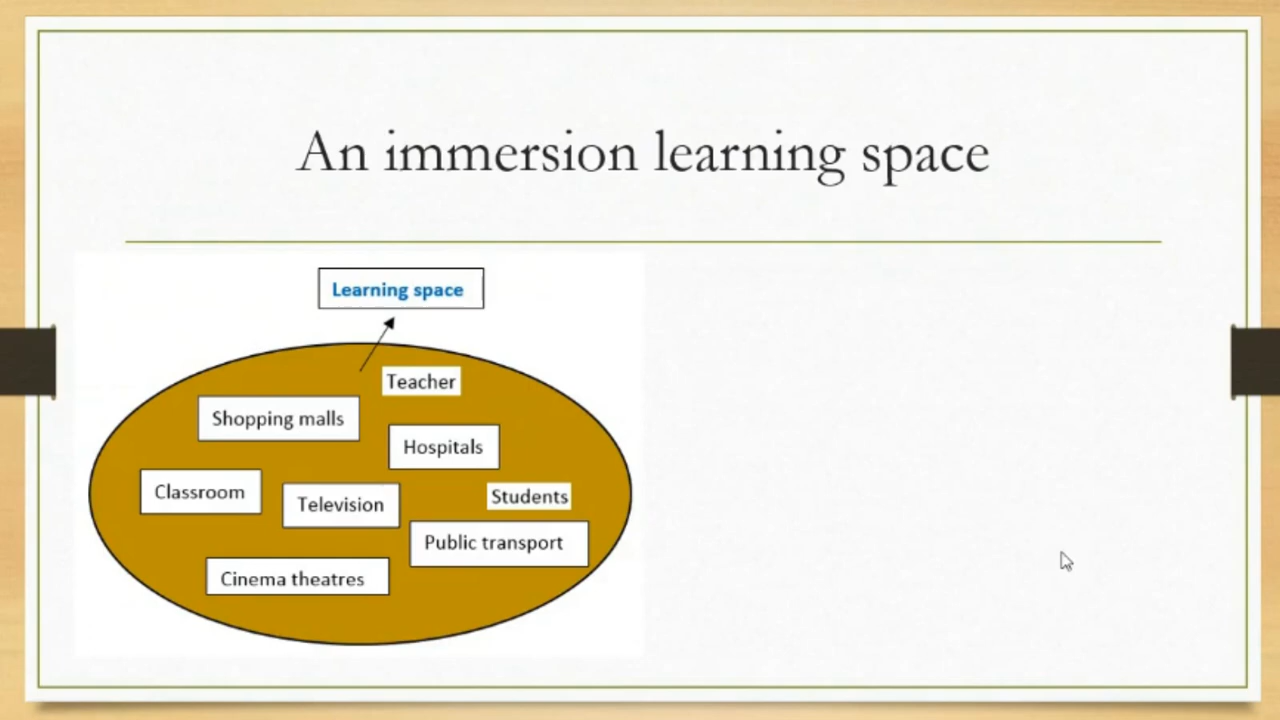 An immersion learning space
Learning space
Teacher
Shopping malls
Hospitals
Classroom
Television
Students
Public transport
Cinema theatres